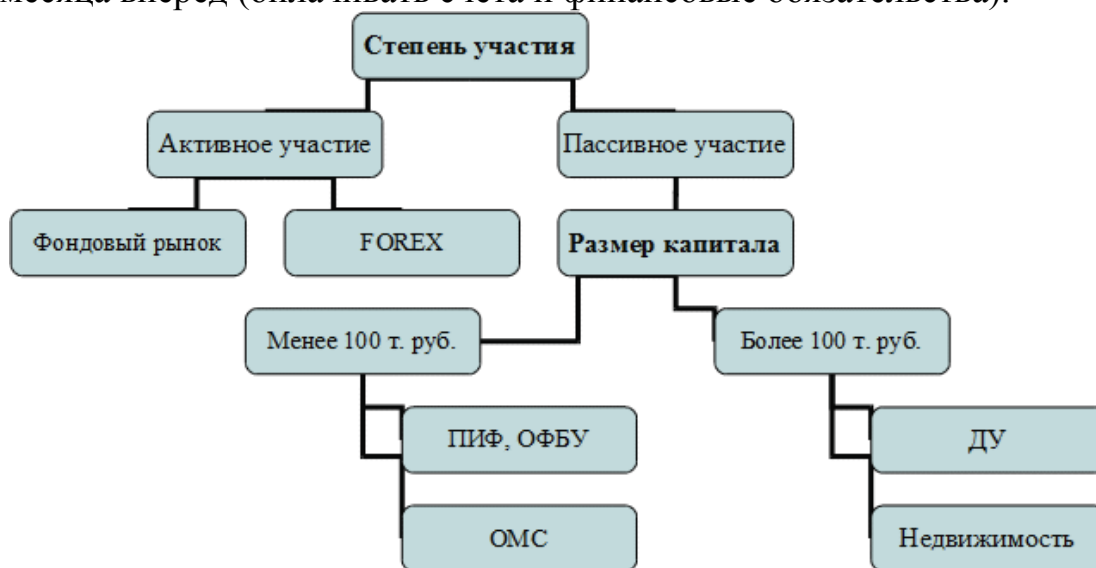 месяца вперед (оплачивать счета и финансовые обязательства).
Степень участия
Активное участие
Пассивное участие
Фондовый рынок
FOREX
Размер капитала
Менее 100 т. руб.
Более 100 т. руб.
ПИФ, ОФБУ
ДУ
ОМС
Недвижимость